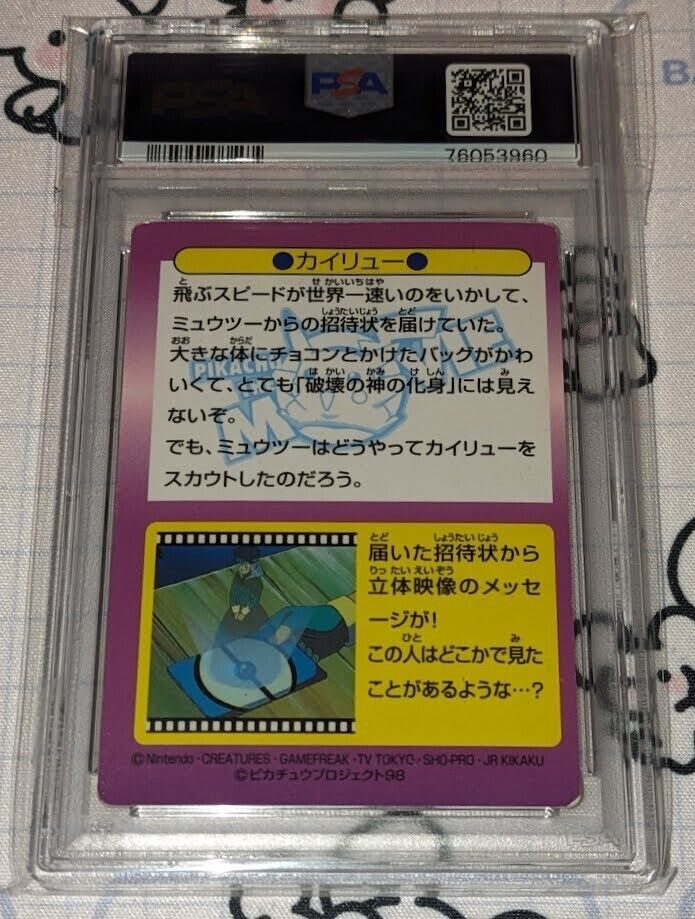 PSA
PSA
76053960
●カイリュー●
飛ぶスピードが世界一速いのをいかして、
ミュウツーからの招待状を届けていた。
大きな体にチョコンとかけたバッグがかわ
いくて、とても「破壊の神の化身」には見え
ないぞ。
でも、ミュウツーはどうやってカイリューを
スカウトしたのだろう。
PIKACHU
THE MOVIE
届いた招待状から
立体映像のメッセ
ージが!
この人はどこかで見た
ことがあるような…?
©Nintendo・CREATURES・GAMEFREAK・TV TOKYO・SHO-PRO・JR KIKAKU
©ピカチュウプロジェクト98